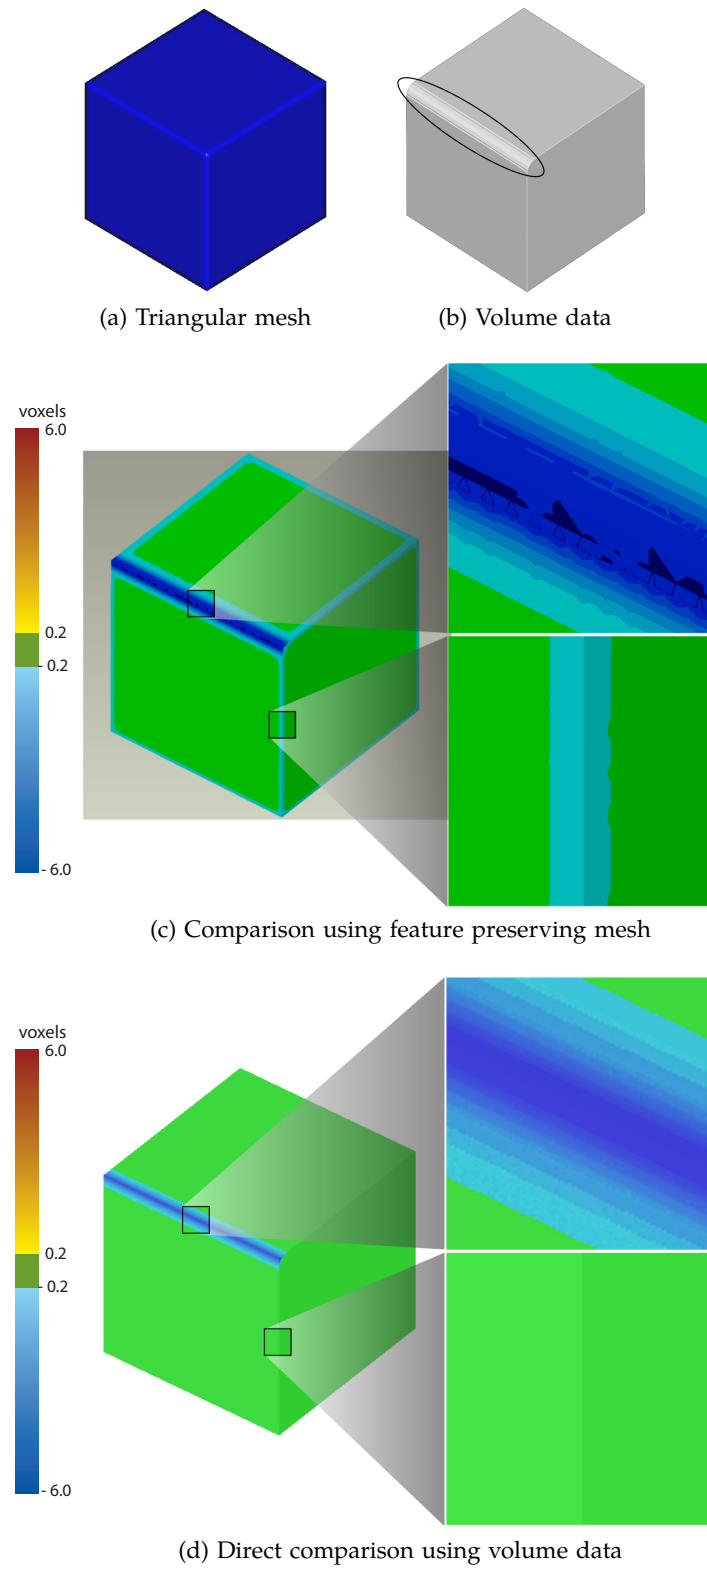 (a) Triangular mesh
(b) Volume data
voxels
6.0
0.2
- 0.2
- 6.0
(c) Comparison using feature preserving mesh
voxels
6.0
0.2
- 0.2
- 6.0
(d) Direct comparison using volume data